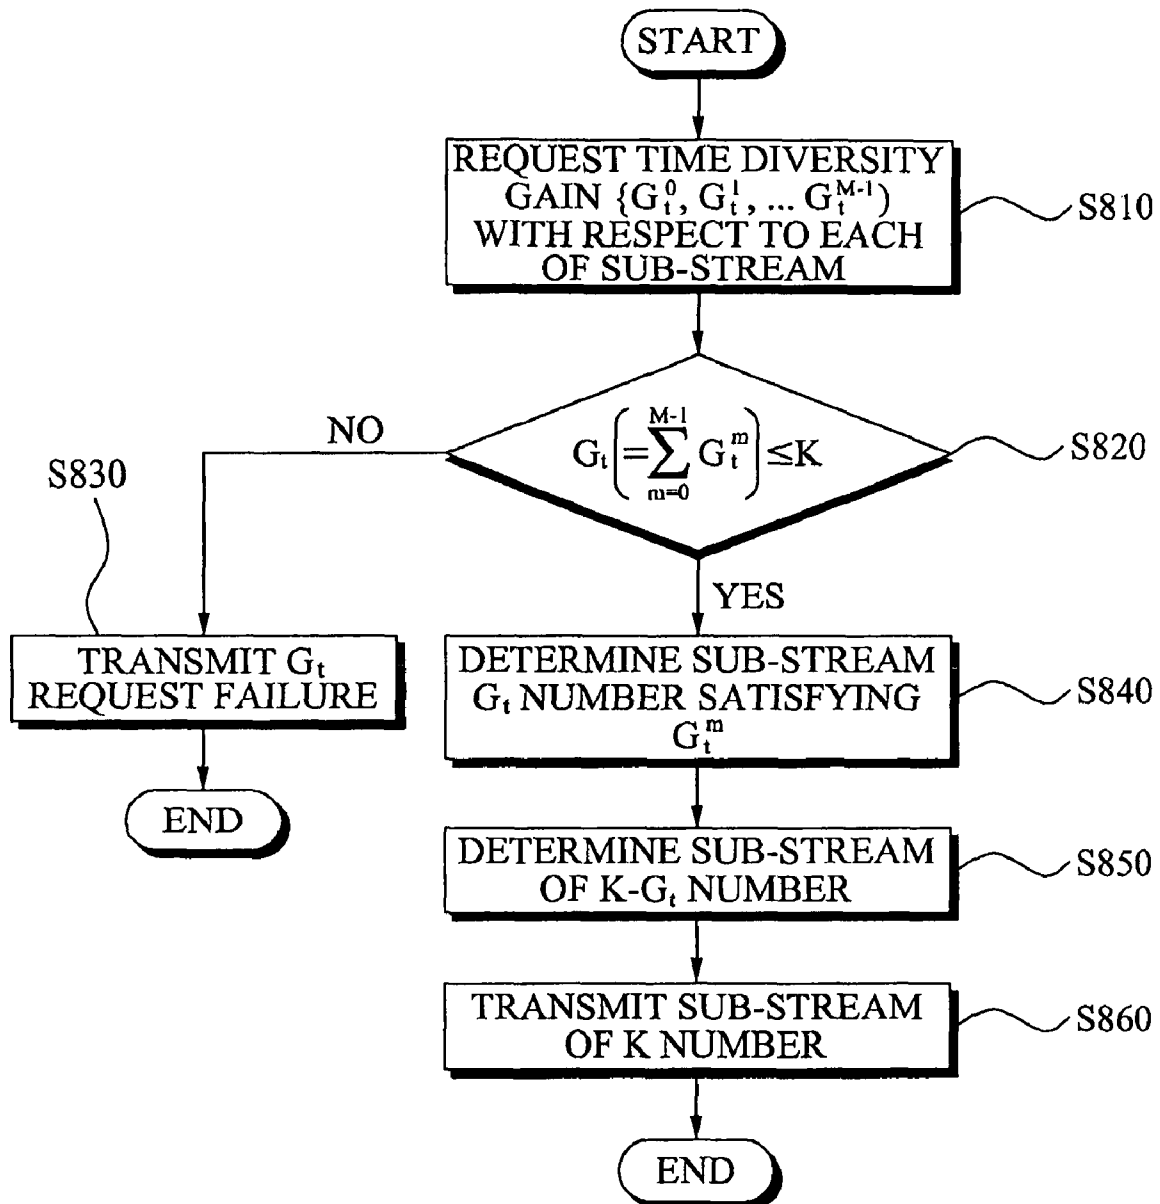 START
REQUEST TIME DIVERSITY
GAIN {G_t^0, G_t^1, ... G_t^{M-1})
WITH RESPECT TO EACH
OF SUB-STREAM
S810
G_t(=∑_{m=0}^{M-1} G_t^m)≤K
S820
NO
S830
YES
TRANSMIT G_t
REQUEST FAILURE
END
DETERMINE SUB-STREAM
G_t NUMBER SATISFYING
G_t^m
S840
DETERMINE SUB-STREAM
OF K-G_t NUMBER
S850
TRANSMIT SUB-STREAM
OF K NUMBER
S860
END